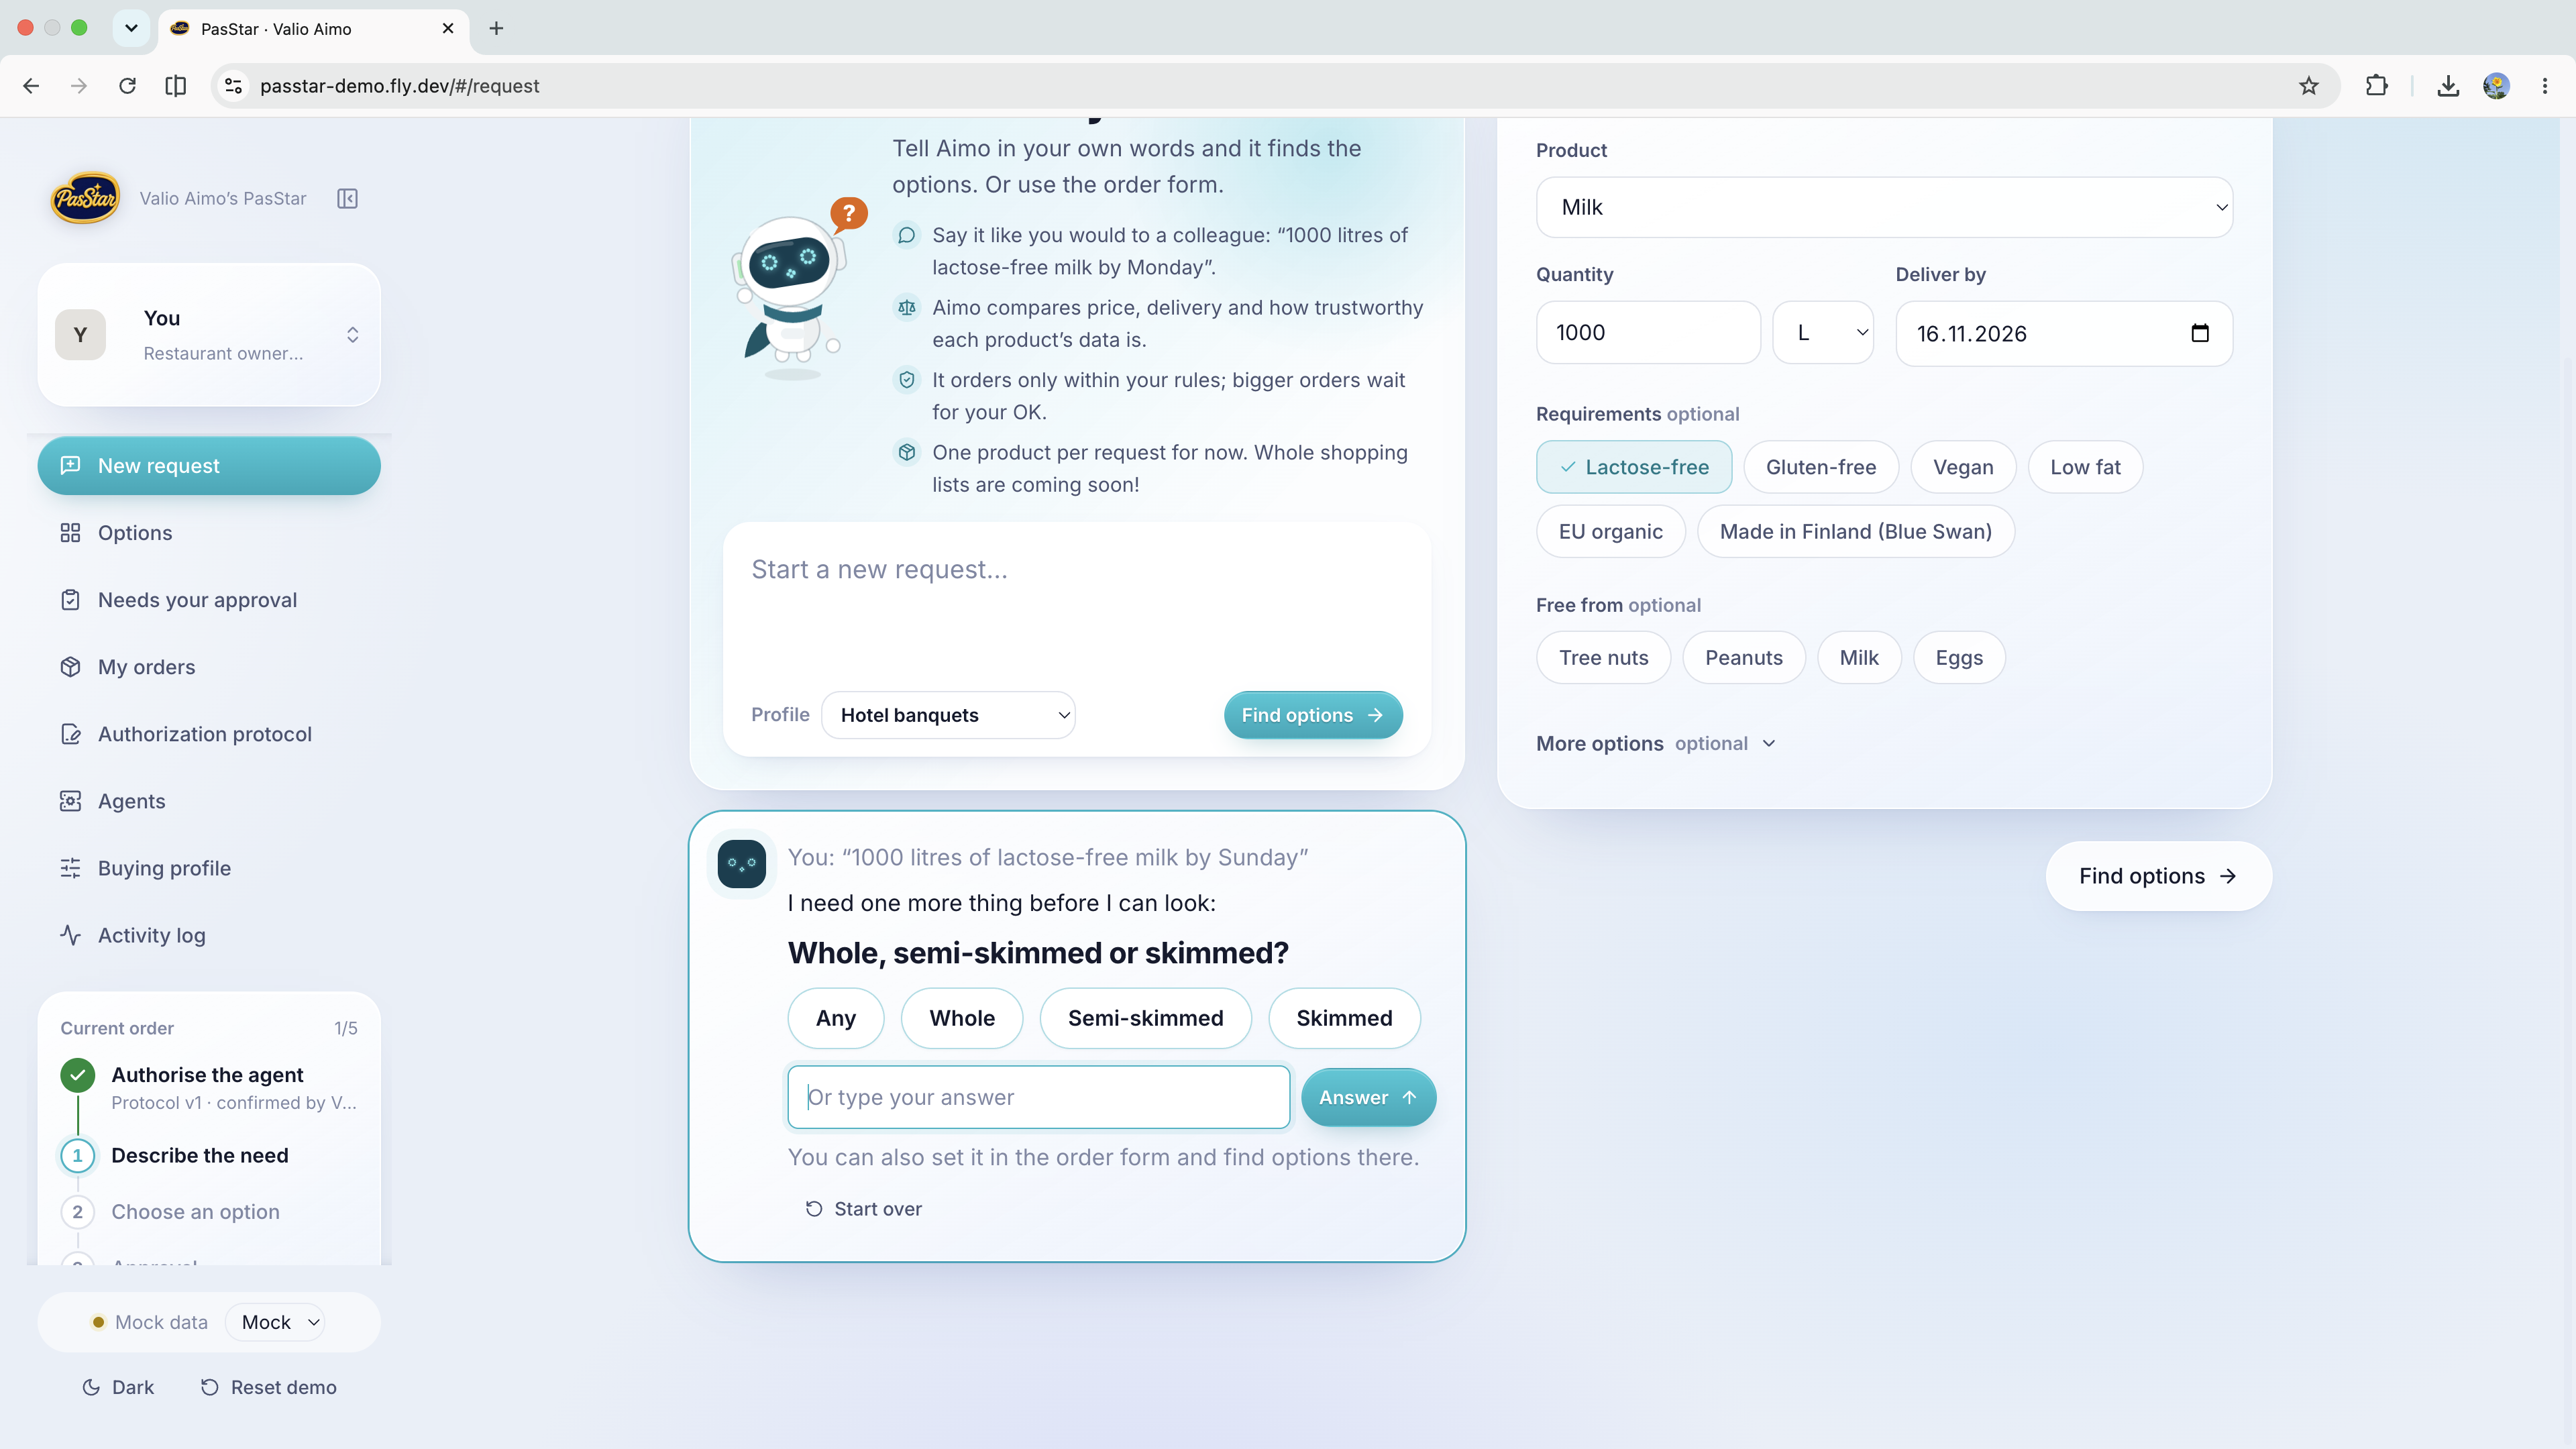 PasStar · Valio Aimo
passtar-demo.fly.dev/#/request
PasStar
Valio Aimo's PasStar
Y
You
Restaurant owner...
New request
Options
Needs your approval
My orders
Authorization protocol
Agents
Buying profile
Activity log
Current order
1/5
Authorise the agent
Protocol v1 · confirmed by V...
1
Describe the need
2
Choose an option
Mock data
Mock
Dark
Reset demo
Tell Aimo in your own words and it finds the
options. Or use the order form.
?
Say it like you would to a colleague: “1000 litres of
lactose-free milk by Monday”.
Aimo compares price, delivery and how trustworthy
each product’s data is.
It orders only within your rules; bigger orders wait
for your OK.
One product per request for now. Whole shopping
lists are coming soon!
Start a new request...
Profile
Hotel banquets
Find options
You: “1000 litres of lactose-free milk by Sunday”
I need one more thing before I can look:
Whole, semi-skimmed or skimmed?
Any
Whole
Semi-skimmed
Skimmed
Or type your answer
Answer
You can also set it in the order form and find options there.
Start over
Product
Milk
Quantity
Deliver by
1000
L
16.11.2026
Requirements optional
Lactose-free
Gluten-free
Vegan
Low fat
EU organic
Made in Finland (Blue Swan)
Free from optional
Tree nuts
Peanuts
Milk
Eggs
More options optional
Find options